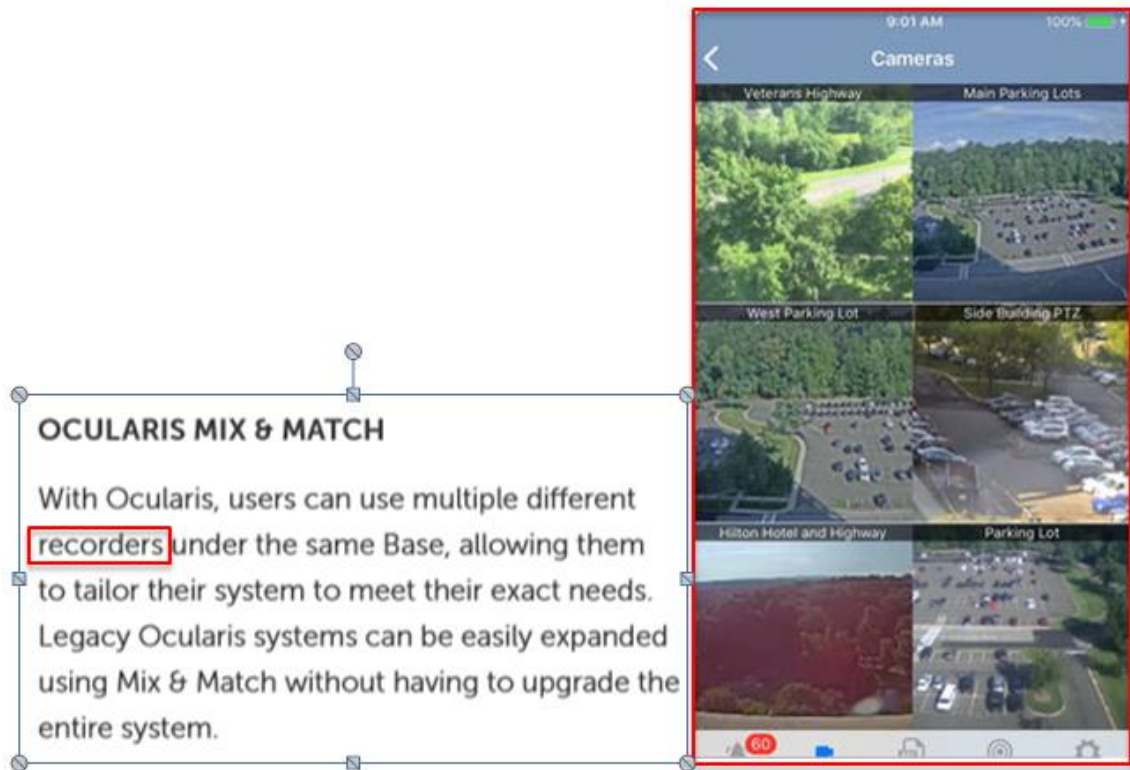 OCULARIS MIX & MATCH
With Ocularis, users can use multiple different
recorders under the same Base, allowing them
to tailor their system to meet their exact needs.
Legacy Ocularis systems can be easily expanded
using Mix & Match without having to upgrade the
entire system.
9:01 AM 100%
Cameras
Veterans Highway Main Parking Lots
West Parking Lot Side Building PTZ
Hilton Hotel and Highway Parking Lot
60